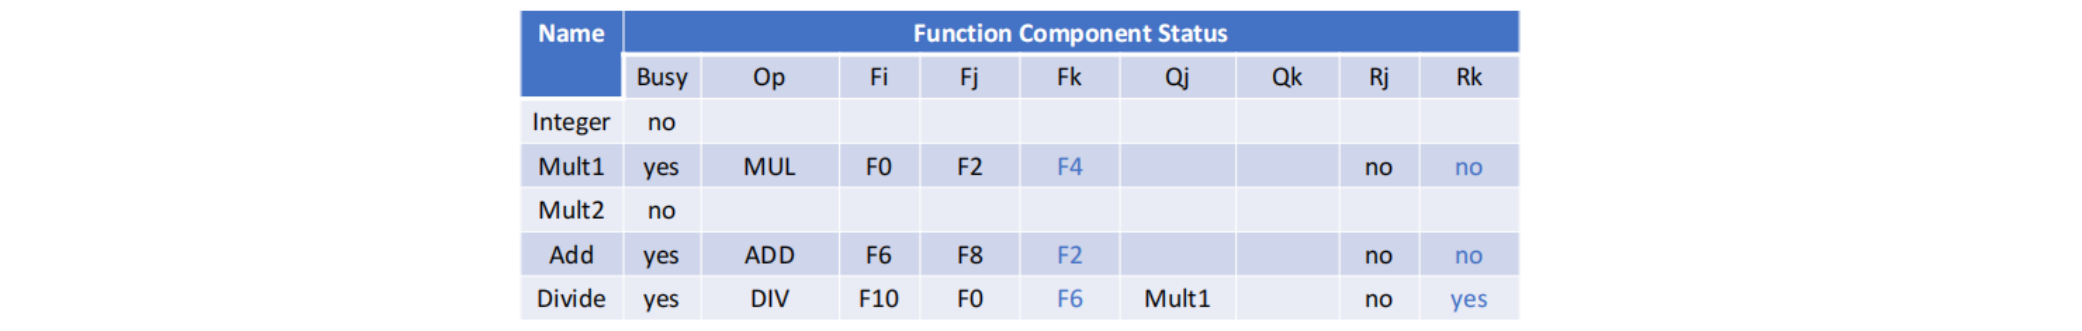 Name Function Component Status
Busy Op Fi Fj Fk Qj Qk Rj Rk
Integer no
Mult1 yes MUL F0 F2 F4 no no
Mult2 no
Add yes ADD F6 F8 F2 no no
Divide yes DIV F10 F0 F6 Mult1 no yes